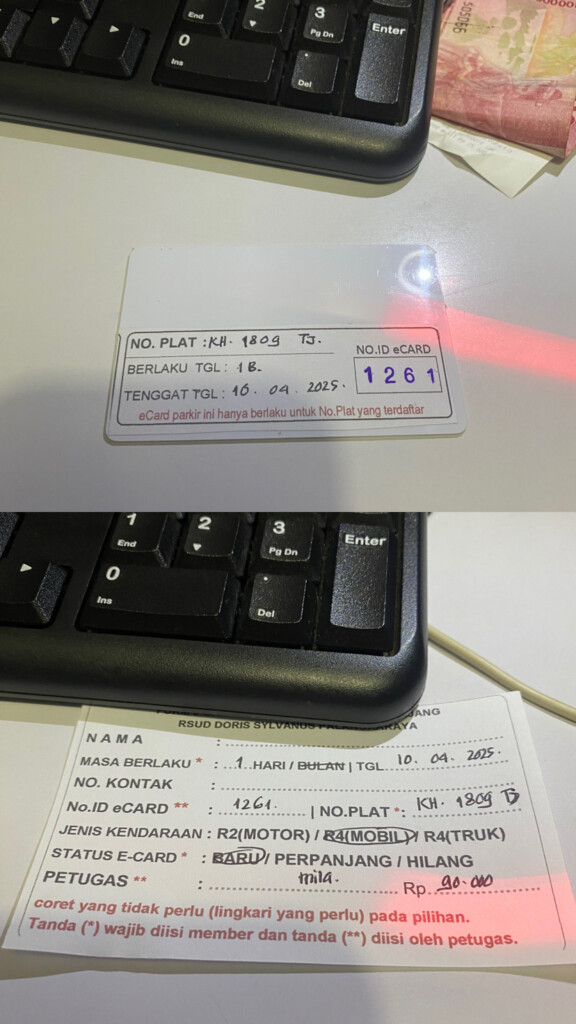 End
2
3
Pg Dn
Enter
0
Ins
Del
NO. PLAT : KH. 1809 TJ.
NO.ID eCARD
BERLAKU TGL : 1 B.
1 2 6 1
TENGGAT TGL : 10. 04. 2025.
eCard parkir ini hanya berlaku untuk No.Plat yang terdaftar
1
End
2
3
Pg Dn
Enter
0
Ins
Del
RSUD DORIS SYLVANUS
NAMA :
MASA BERLAKU * : 1 HARI / BULAN | TGL 10. 04. 2025.
NO. KONTAK :
No.ID eCARD ** : 1261. | NO.PLAT *: KH. 1809 TJ
JENIS KENDARAAN : R2(MOTOR) / R4(MOBIL) / R4(TRUK)
STATUS E-CARD * : BARU / PERPANJANG / HILANG
PETUGAS ** : mila. Rp. 90.000
coret yang tidak perlu (lingkari yang perlu) pada pilihan.
Tanda (*) wajib diisi member dan tanda (**) diisi oleh petugas.